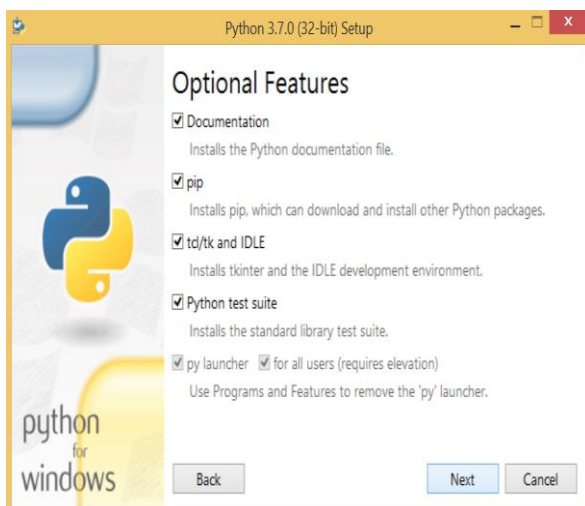 Python 3.7.0 (32-bit) Setup
Optional Features
Documentation
Installs the Python documentation file.
pip
Installs pip, which can download and install other Python packages.
tcl/tk and IDLE
Installs tkinter and the IDLE development environment.
Python test suite
Installs the standard library test suite.
py launcher for all users (requires elevation)
Use Programs and Features to remove the 'py' launcher.
python
for
windows
Back Next Cancel